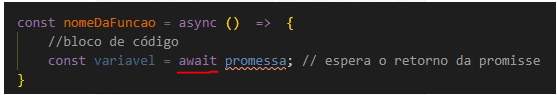 const nomeDaFuncao = async () => {
//bloco de código
const variavel = await promessa; // espera o retorno da promisse
}